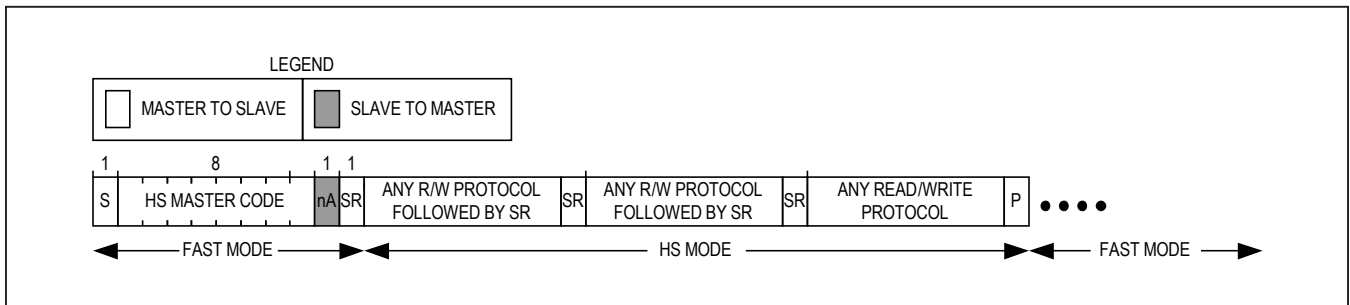 LEGEND
MASTER TO SLAVE SLAVE TO MASTER
1 8 1 1
S HS MASTER CODE nA SR ANY R/W PROTOCOL FOLLOWED BY SR SR ANY R/W PROTOCOL FOLLOWED BY SR SR ANY READ/WRITE PROTOCOL P
FAST MODE HS MODE FAST MODE